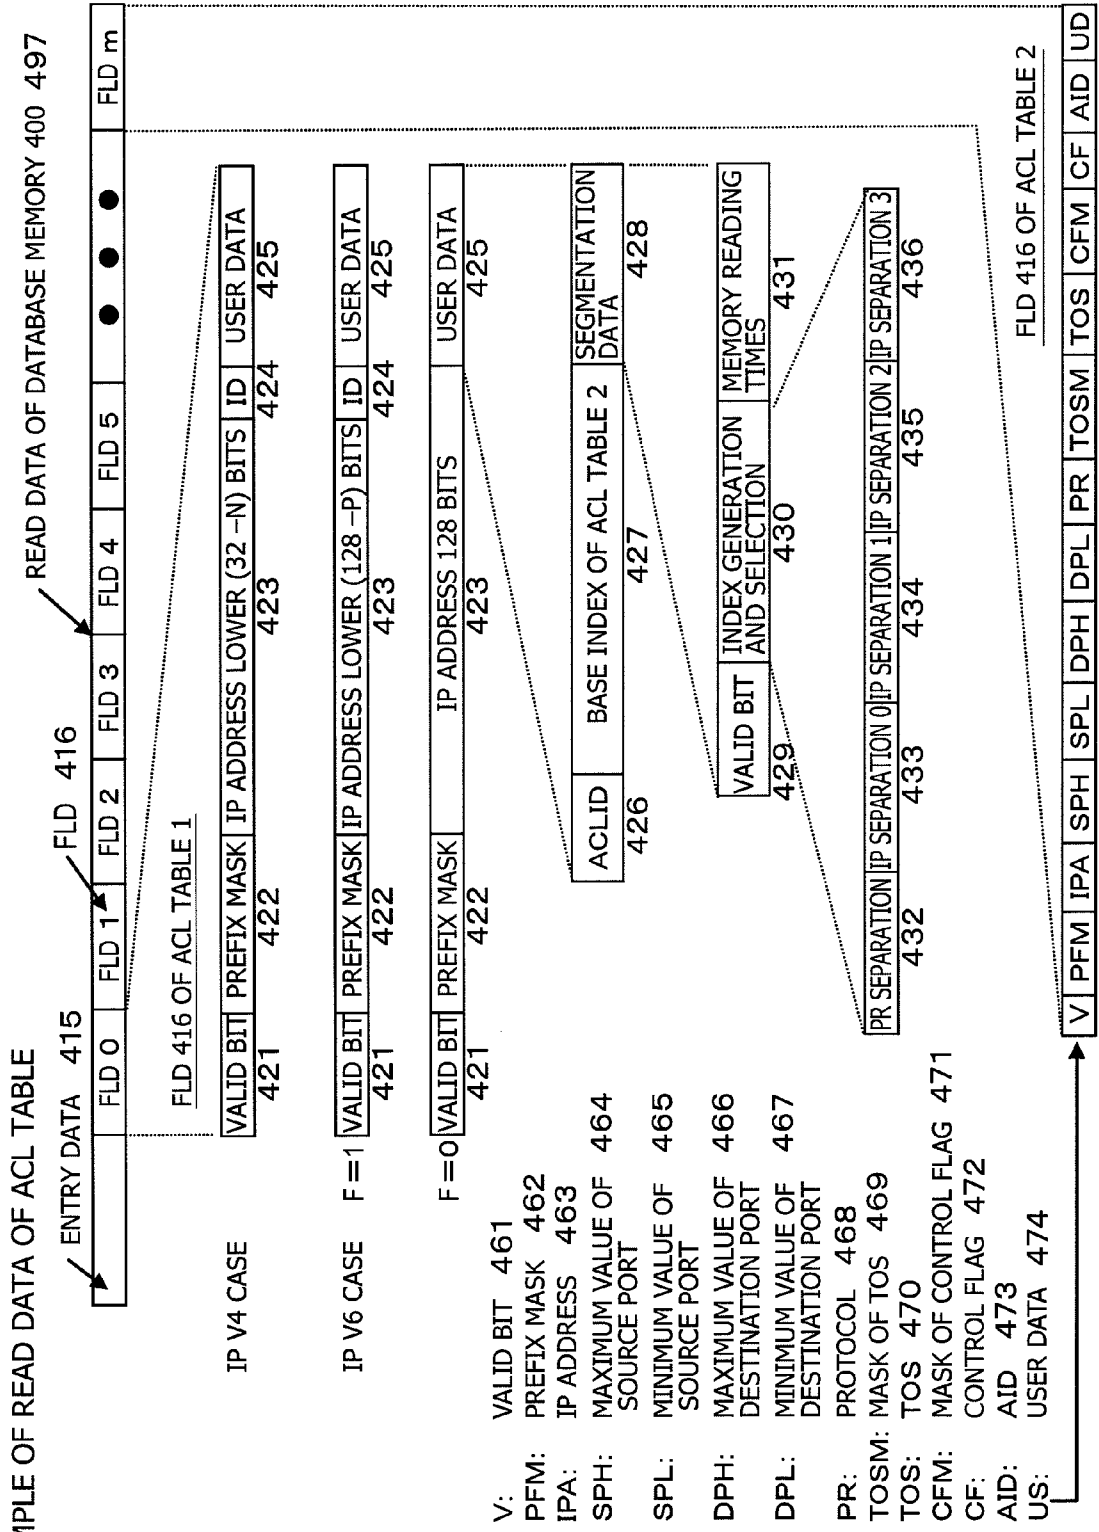 MPLE OF READ DATA OF ACL TABLE
READ DATA OF DATABASE MEMORY 400 497
ENTRY DATA 415
FLD 416
FLD 0 FLD 1 FLD 2 FLD 3 FLD 4 FLD 5 ● ● ● FLD m
FLD 416 OF ACL TABLE 1
IP V4 CASE
VALID BIT PREFIX MASK IP ADDRESS LOWER (32 –N) BITS ID USER DATA
421 422 423 424 425
IP V6 CASE F=1
VALID BIT PREFIX MASK IP ADDRESS LOWER (128 –P) BITS ID USER DATA
421 422 423 424 425
F=0
VALID BIT PREFIX MASK IP ADDRESS 128 BITS USER DATA
421 422 423 425
ACLID BASE INDEX OF ACL TABLE 2 SEGMENTATION
DATA
426 427 428
VALID BIT INDEX GENERATION MEMORY READING
AND SELECTION TIMES
429 430 431
PR SEPARATION IP SEPARATION 0 IP SEPARATION 1 IP SEPARATION 2 IP SEPARATION 3
432 433 434 435 436
FLD 416 OF ACL TABLE 2
V PFM IPA SPH SPL DPH DPL PR TOSM TOS CFM CF AID UD
V: VALID BIT 461
PFM: PREFIX MASK 462
IPA: IP ADDRESS 463
SPH: MAXIMUM VALUE OF 464
SOURCE PORT
SPL: MINIMUM VALUE OF 465
SOURCE PORT
DPH: MAXIMUM VALUE OF 466
DESTINATION PORT
DPL: MINIMUM VALUE OF 467
DESTINATION PORT
PR: PROTOCOL 468
TOSM: MASK OF TOS 469
TOS: TOS 470
CFM: MASK OF CONTROL FLAG 471
CF: CONTROL FLAG 472
AID: AID 473
US: USER DATA 474